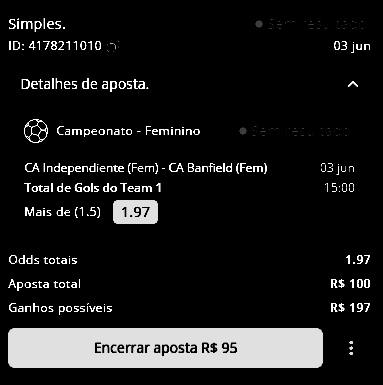 Simples.
Sem resultado
ID: 4178211010
03 jun
Detalhes de aposta.
Campeonato - Feminino
Sem resultado
CA Independiente (Fem) - CA Banfield (Fem)
03 jun
Total de Gols do Team 1
15:00
Mais de (1.5) 1.97
Odds totais 1.97
Aposta total R$ 100
Ganhos possíveis R$ 197
Encerrar aposta R$ 95